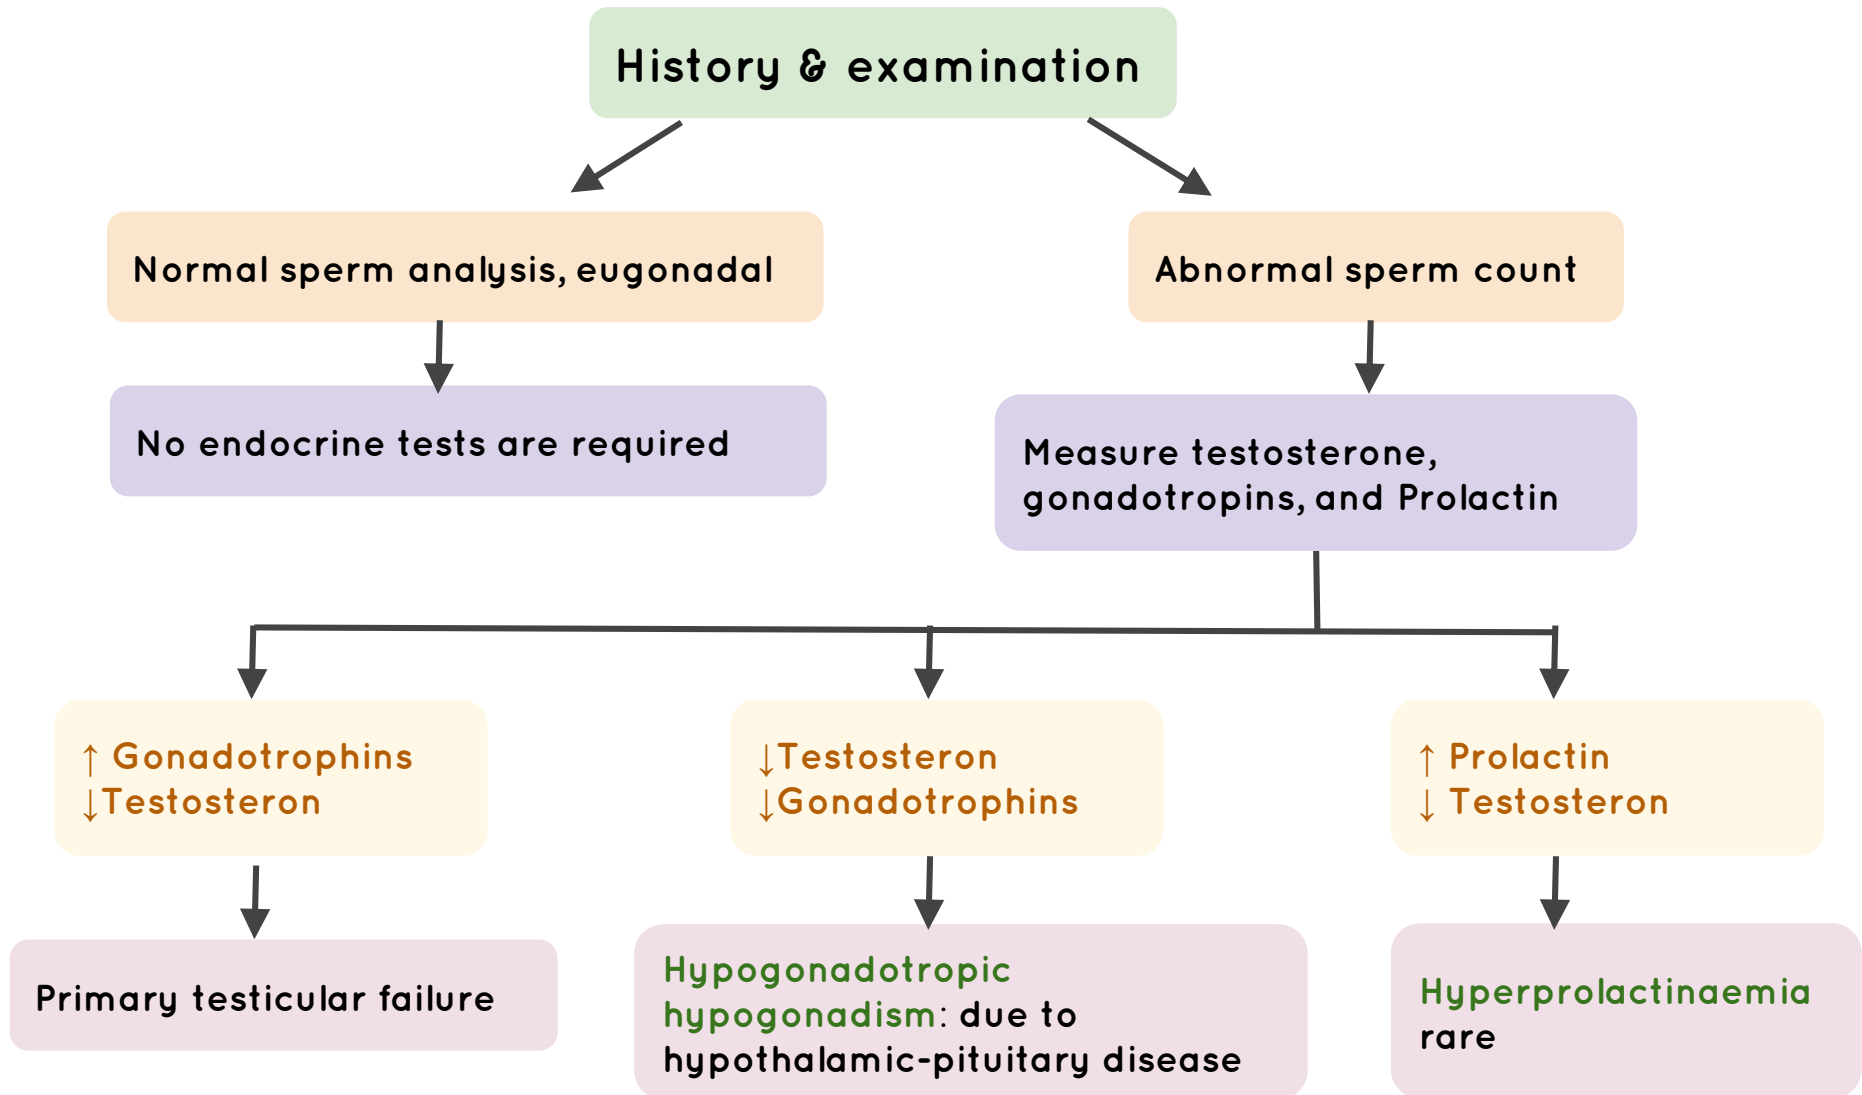 History & examination
Normal sperm analysis, eugonadal
Abnormal sperm count
No endocrine tests are required
Measure testosterone,
gonadotropins, and Prolactin
↑ Gonadotrophins
↓Testosteron
↓Testosteron
↓Gonadotrophins
↑ Prolactin
↓ Testosteron
Primary testicular failure
Hypogonadotropic
hypogonadism: due to
hypothalamic-pituitary disease
Hyperprolactinaemia
rare